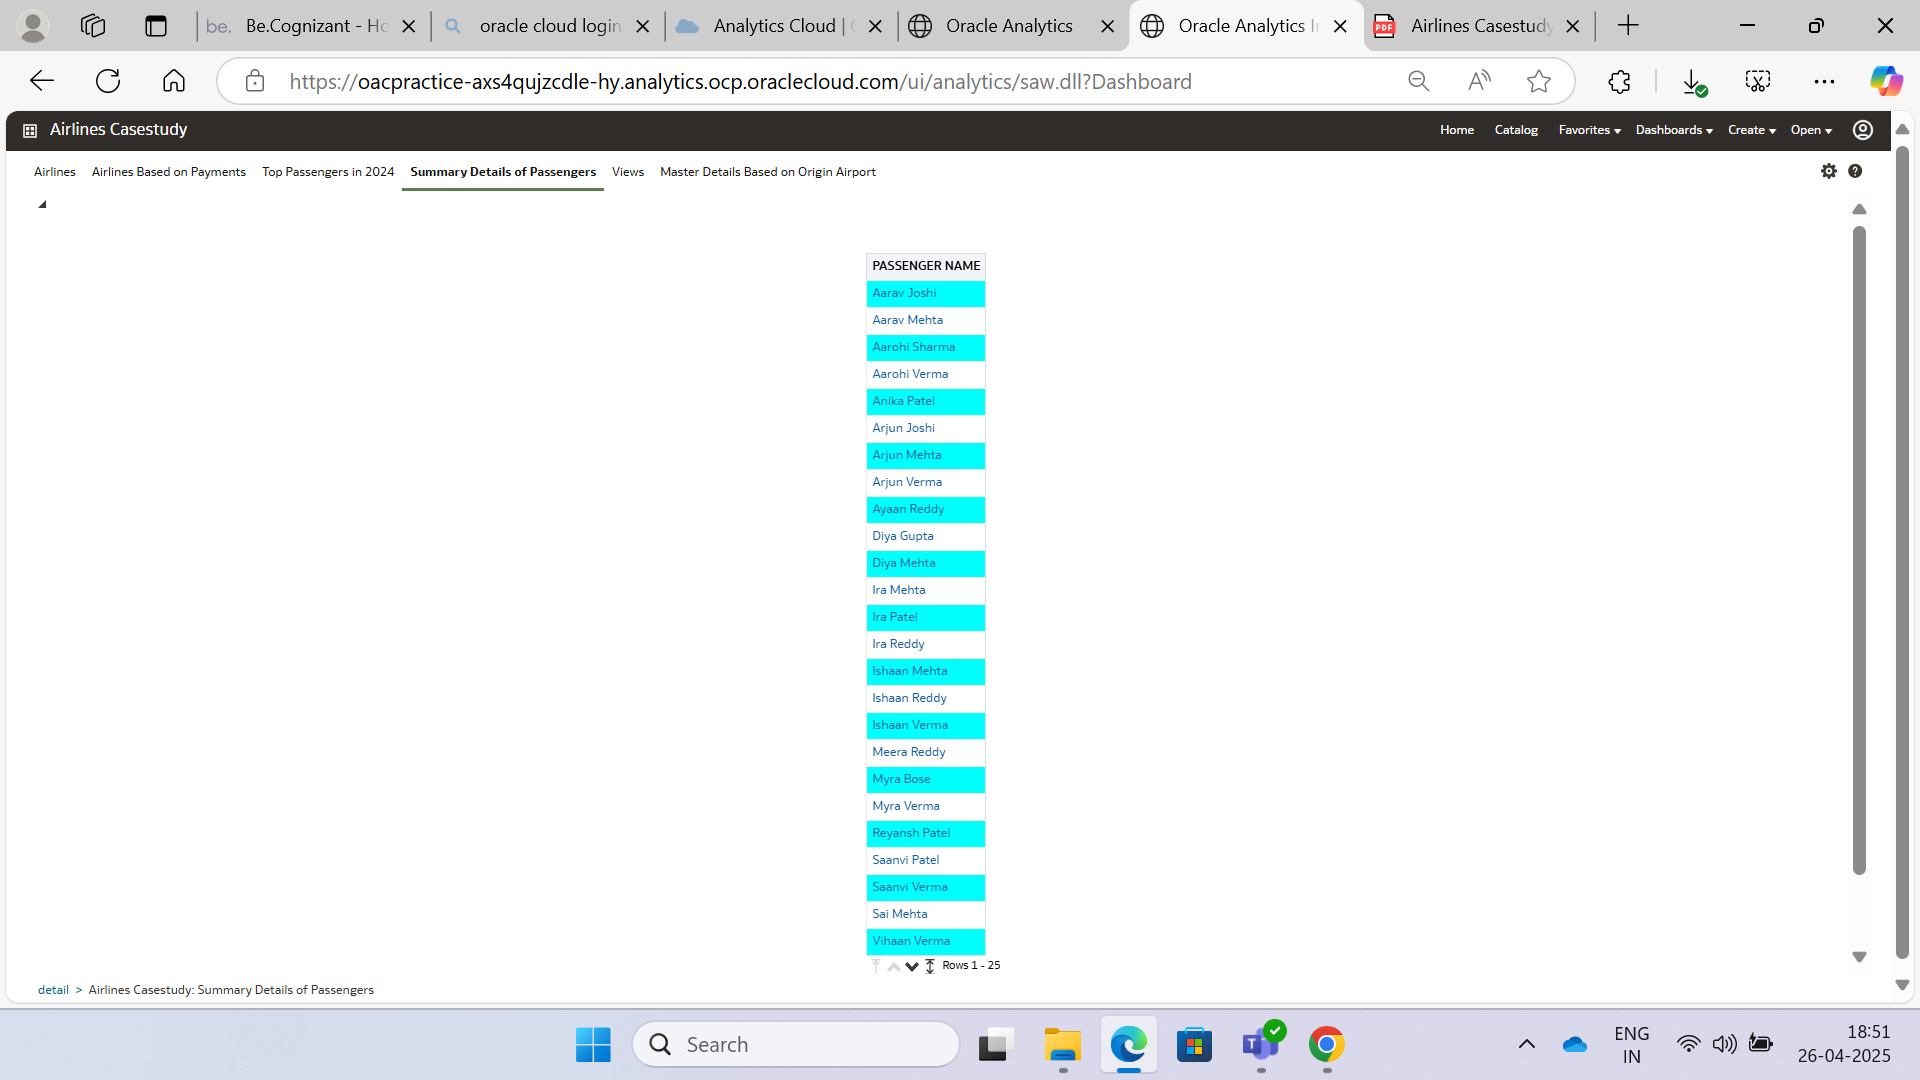 be. Be.Cognizant - Ho
oracle cloud login
Analytics Cloud |
Oracle Analytics
Oracle Analytics In
PDF Airlines Casestudy
https://oacpractice-axs4qujzcdle-hy.analytics.ocp.oraclecloud.com/ui/analytics/saw.dll?Dashboard
Airlines Casestudy
Home Catalog Favorites Dashboards Create Open
Airlines Airlines Based on Payments Top Passengers in 2024 Summary Details of Passengers Views Master Details Based on Origin Airport
PASSENGER NAME
Aarav Joshi
Aarav Mehta
Aarohi Sharma
Aarohi Verma
Anika Patel
Arjun Joshi
Arjun Mehta
Arjun Verma
Ayaan Reddy
Diya Gupta
Diya Mehta
Ira Mehta
Ira Patel
Ira Reddy
Ishaan Mehta
Ishaan Reddy
Ishaan Verma
Meera Reddy
Myra Bose
Myra Verma
Reyansh Patel
Saanvi Patel
Saanvi Verma
Sai Mehta
Vihaan Verma
Rows 1 - 25
detail > Airlines Casestudy: Summary Details of Passengers
Search
ENG
IN
18:51
26-04-2025